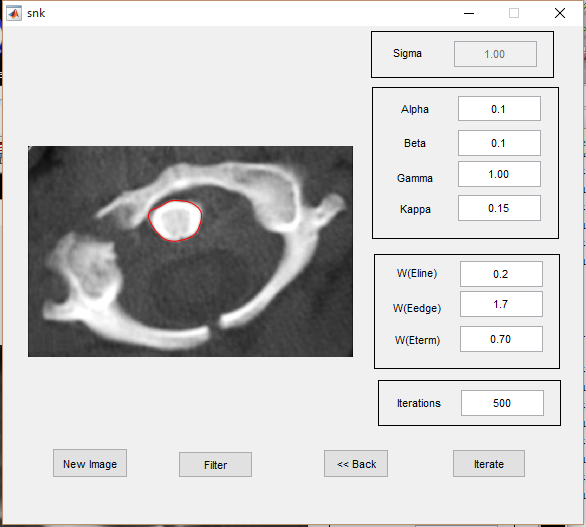 snk
Sigma 1.00
Alpha 0.1
Beta 0.1
Gamma 1.00
Kappa 0.15
W(Eline) 0.2
W(Eedge) 1.7
W(Eterm) 0.70
Iterations 500
New Image Filter << Back Iterate